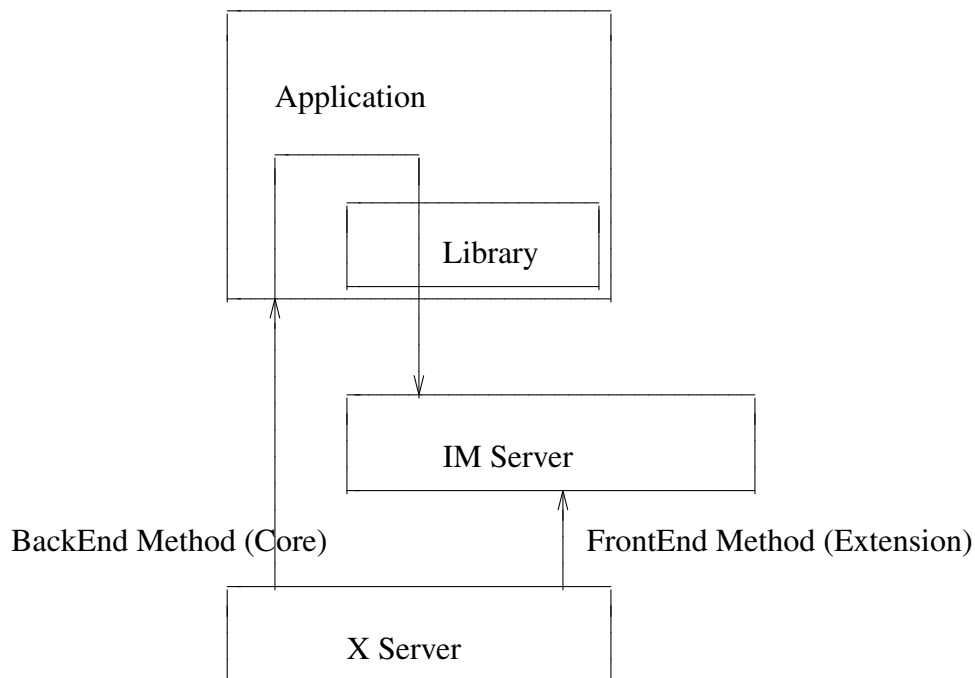 Application
Library
IM Server
BackEnd Method (Core)
FrontEnd Method (Extension)
X Server